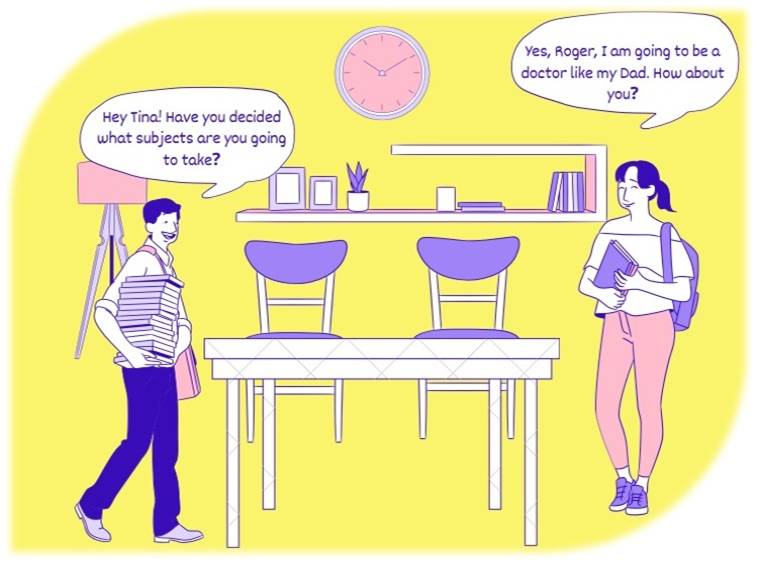 Hey Tina! Have you decided
what subjects are you going
to take?
Yes, Roger, I am going to be a
doctor like my Dad. How about
you?